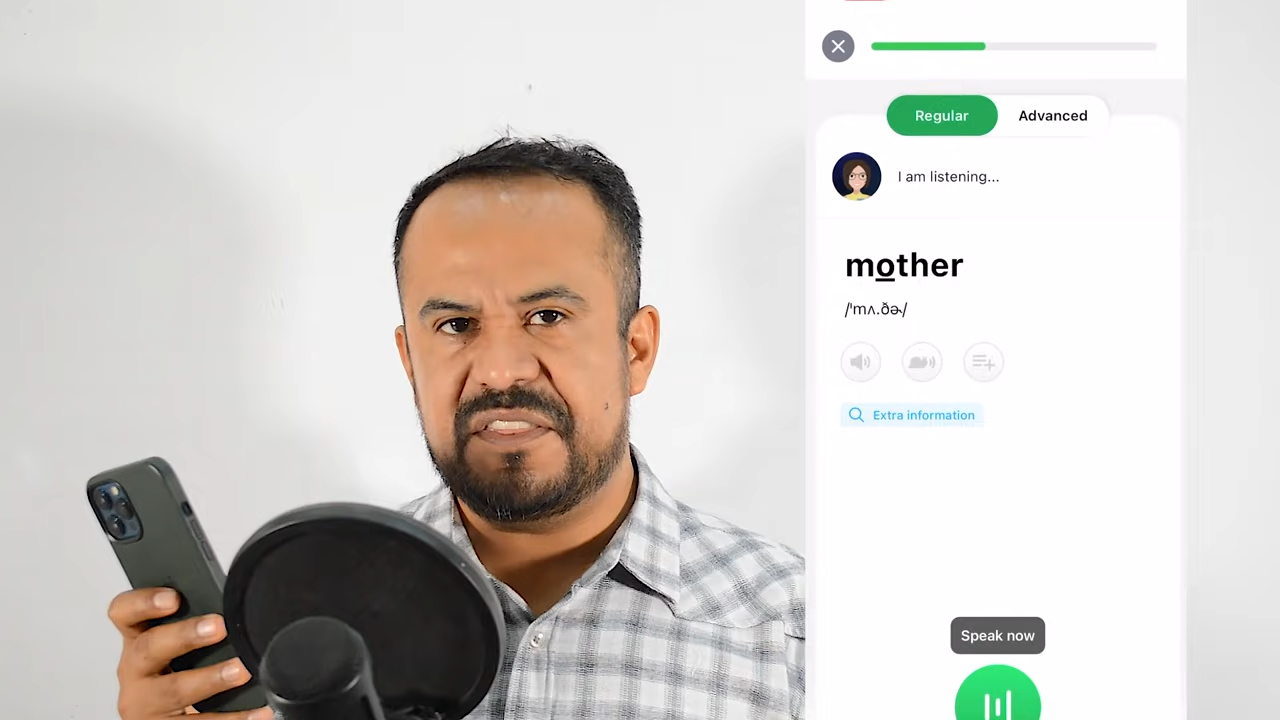 Regular Advanced
I am listening...
mother
/ˈmʌ.ðɚ/
Extra information
Speak now